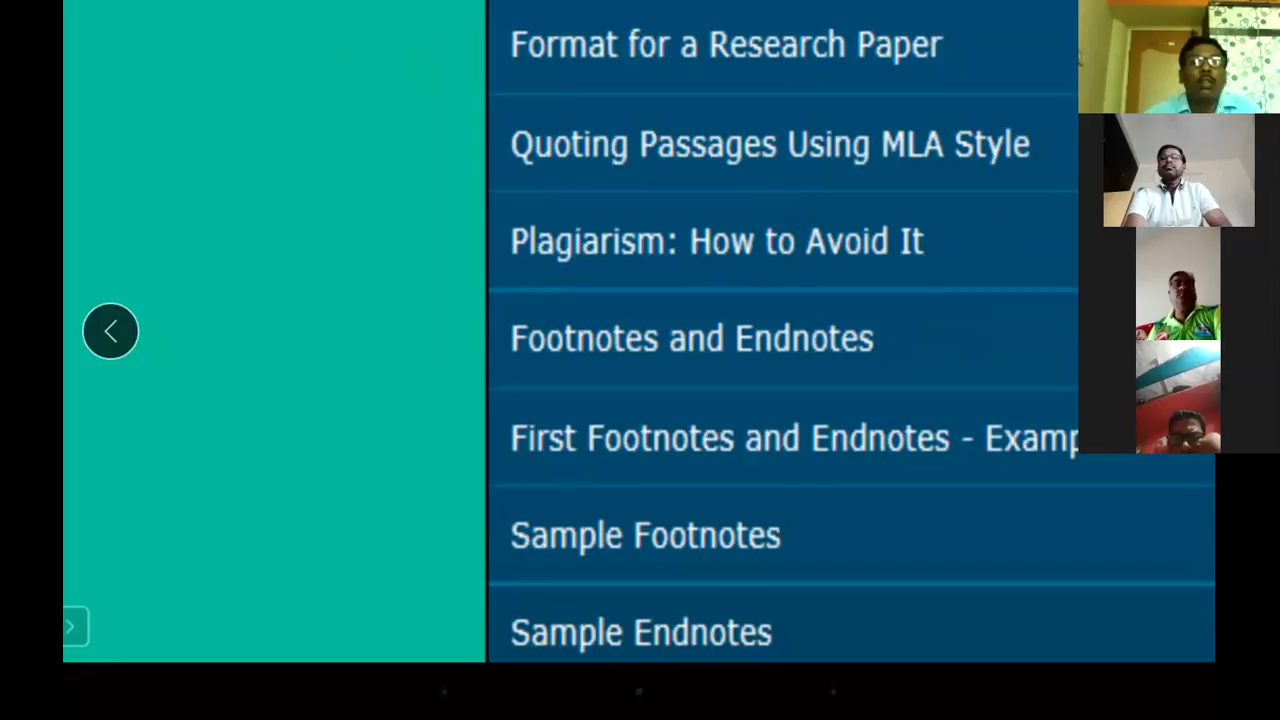 Format for a Research Paper
Quoting Passages Using MLA Style
Plagiarism: How to Avoid It
Footnotes and Endnotes
First Footnotes and Endnotes - Examp
Sample Footnotes
Sample Endnotes